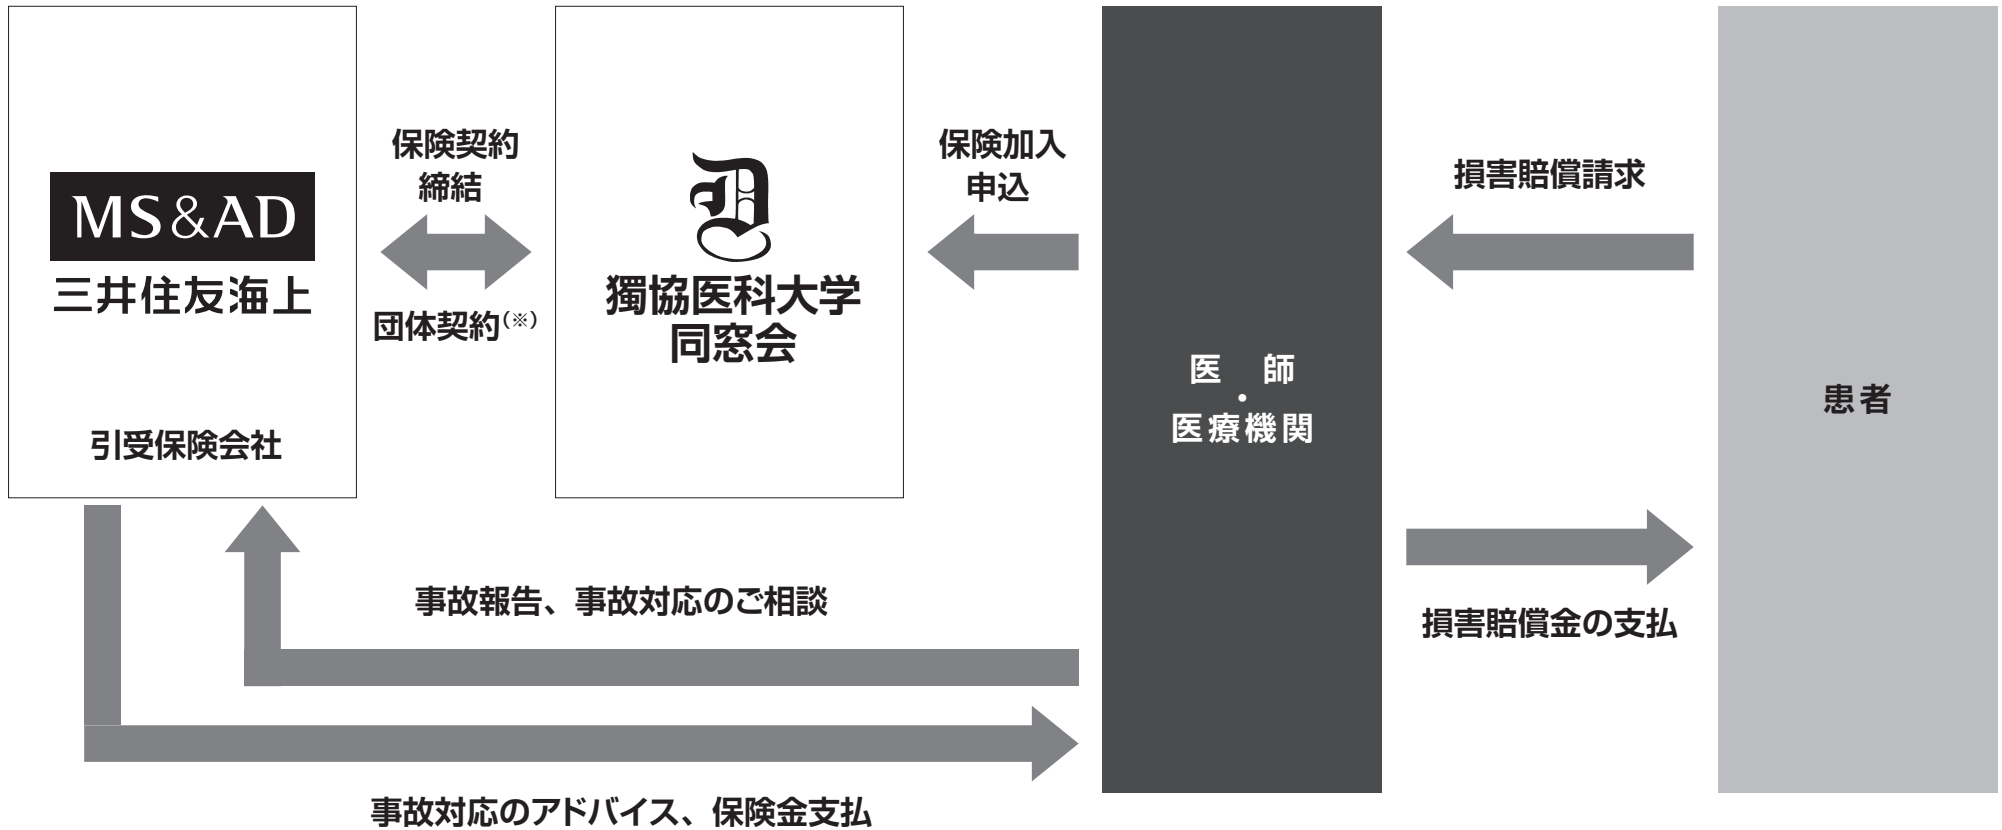 MS&AD
三井住友海上
引受保険会社
保険契約
締結
団体契約(※)
獨協医科大学
同窓会
保険加入
申込
医 師
・
医療機関
損害賠償請求
損害賠償金の支払
患者
事故報告、事故対応のご相談
事故対応のアドバイス、保険金支払